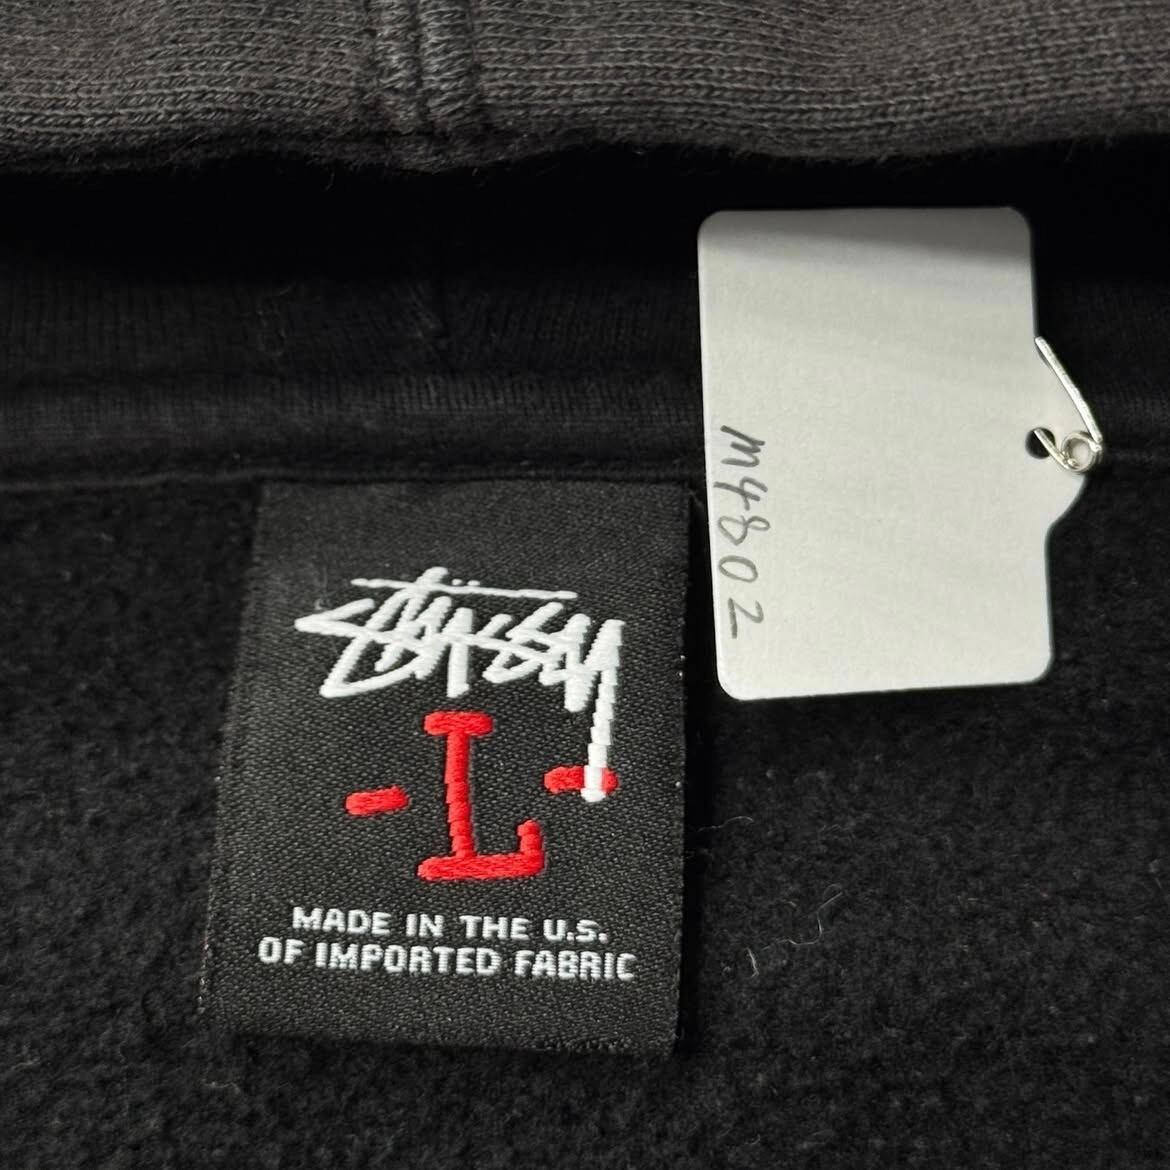 STÜSSY
-L-
MADE IN THE U.S.
OF IMPORTED FABRIC
M4802